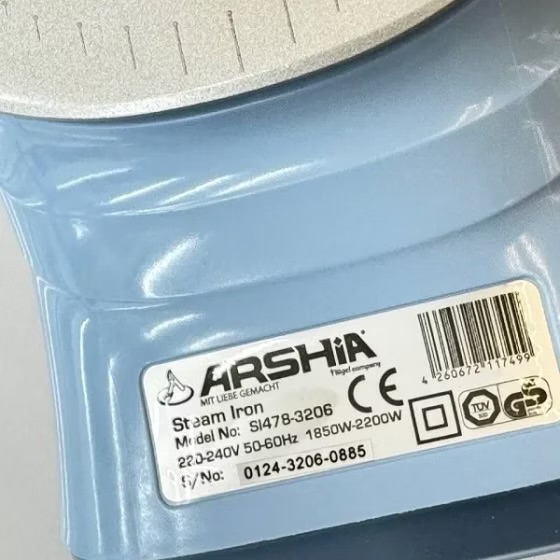 ARSHiA
MIT LIEBE GEMACHT
4 260672 117499
Steam Iron
Model No: SI478-3206
220-240V 50-60Hz 1850W-2200W
S/No: 0124-3206-0885
CE
TÜV
GS